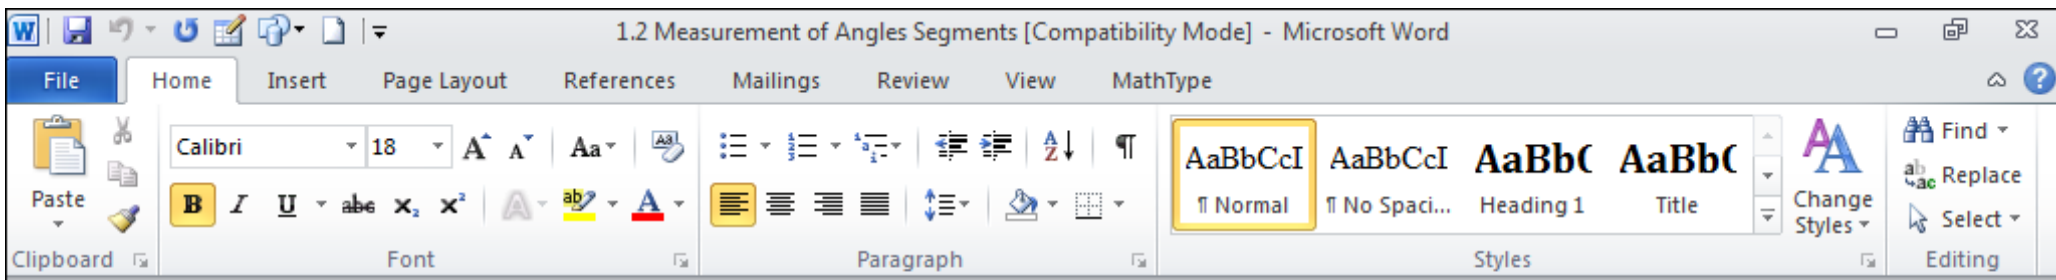 1.2 Measurement of Angles Segments [Compatibility Mode] - Microsoft Word
File Home Insert Page Layout References Mailings Review View MathType
Calibri 18 A A Aa
AaBbCcI AaBbCcI AaBb( AaBb(
Find
Replace
Paste
B I U abe x₂ x² A ab A
¶ Normal ¶ No Spaci... Heading 1 Title
Change
Styles
Select
Clipboard Font Paragraph Styles Editing